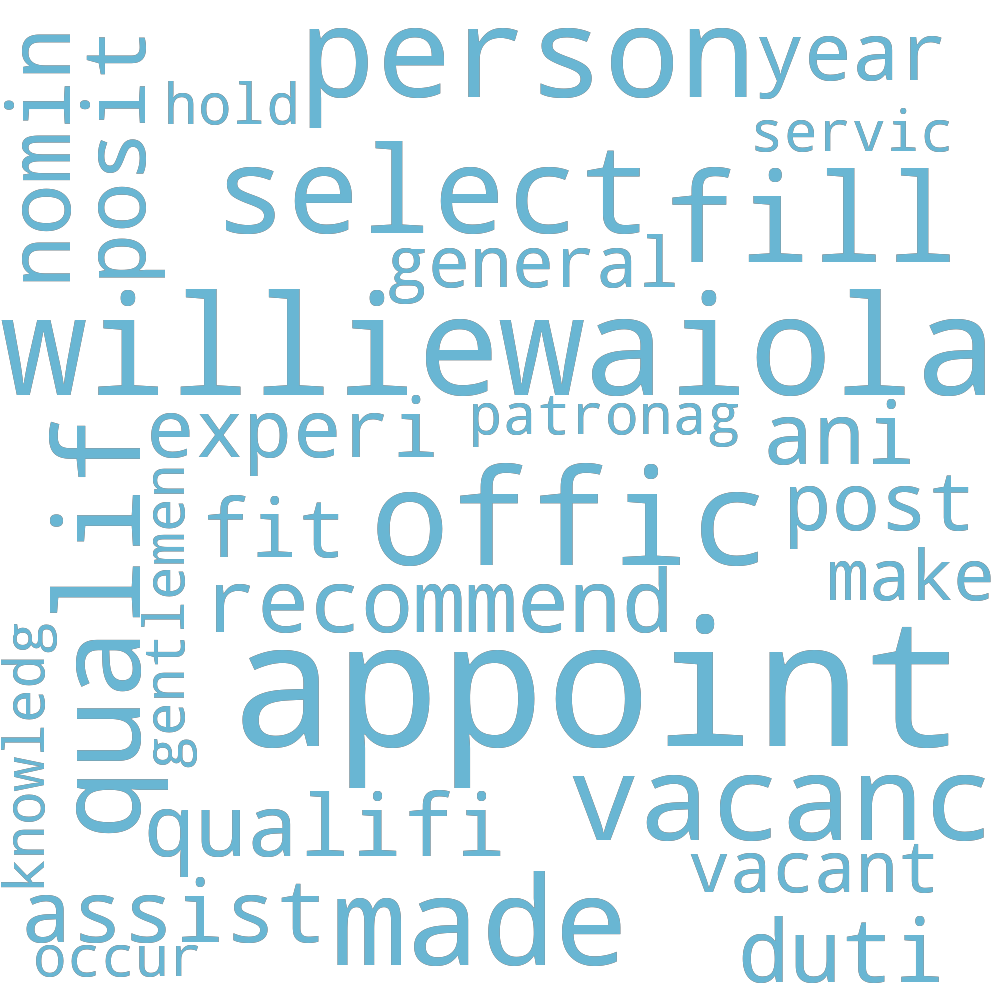 person
year
hold
nomin
posit
servic
select
fill
general
williewaiola
experi
patronag
ani
qualif
offic
post
fit
gentlemen
make
recommend
appoint
knowledg
vacanc
qualifi
vacant
assist
made
duti
occur